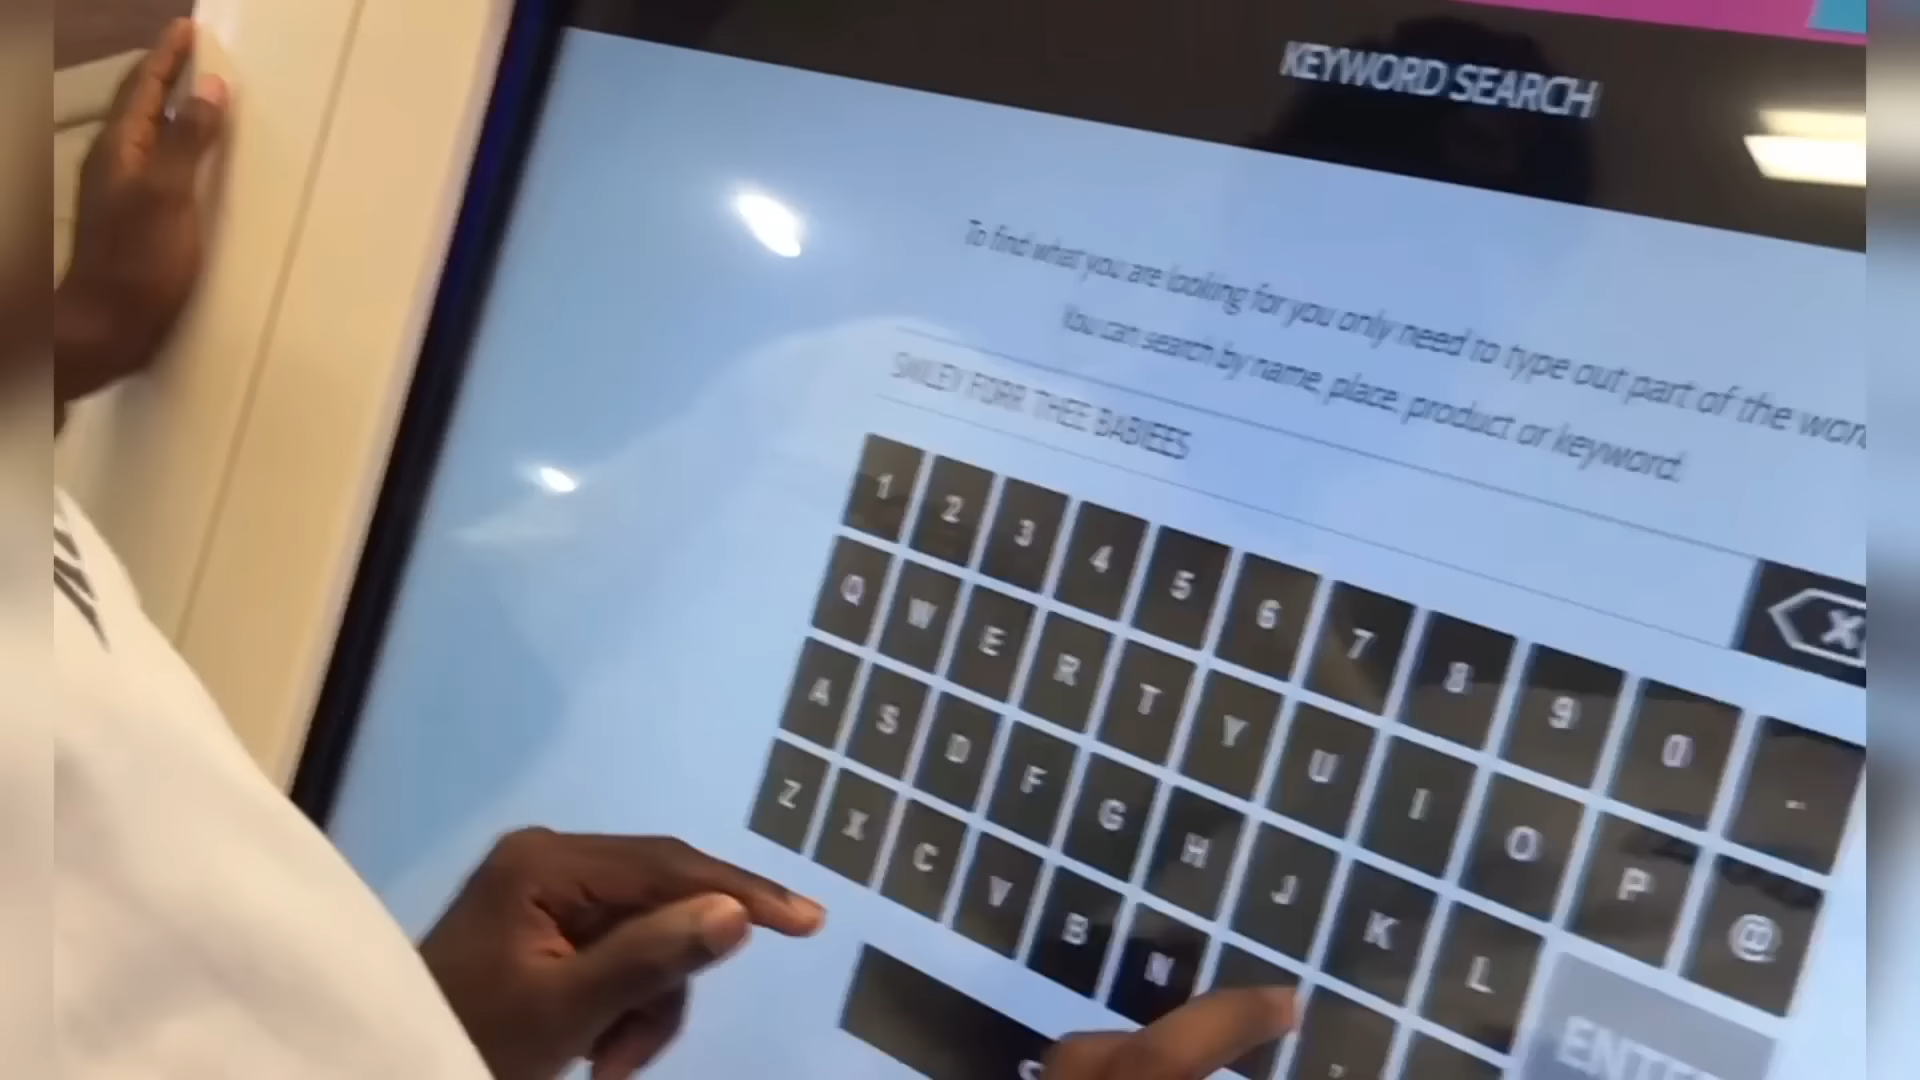 KEYWORD SEARCH
To find what you are looking for you only need to type out part of the
You can search by name, place, product or keyword.
SMILEY FORR THEE BABIEES
1 2 3 4 5 6 7 8 9 0 -
Q W E R T Y U I O P @
A S D F G H J K L
Z X C V B N ,